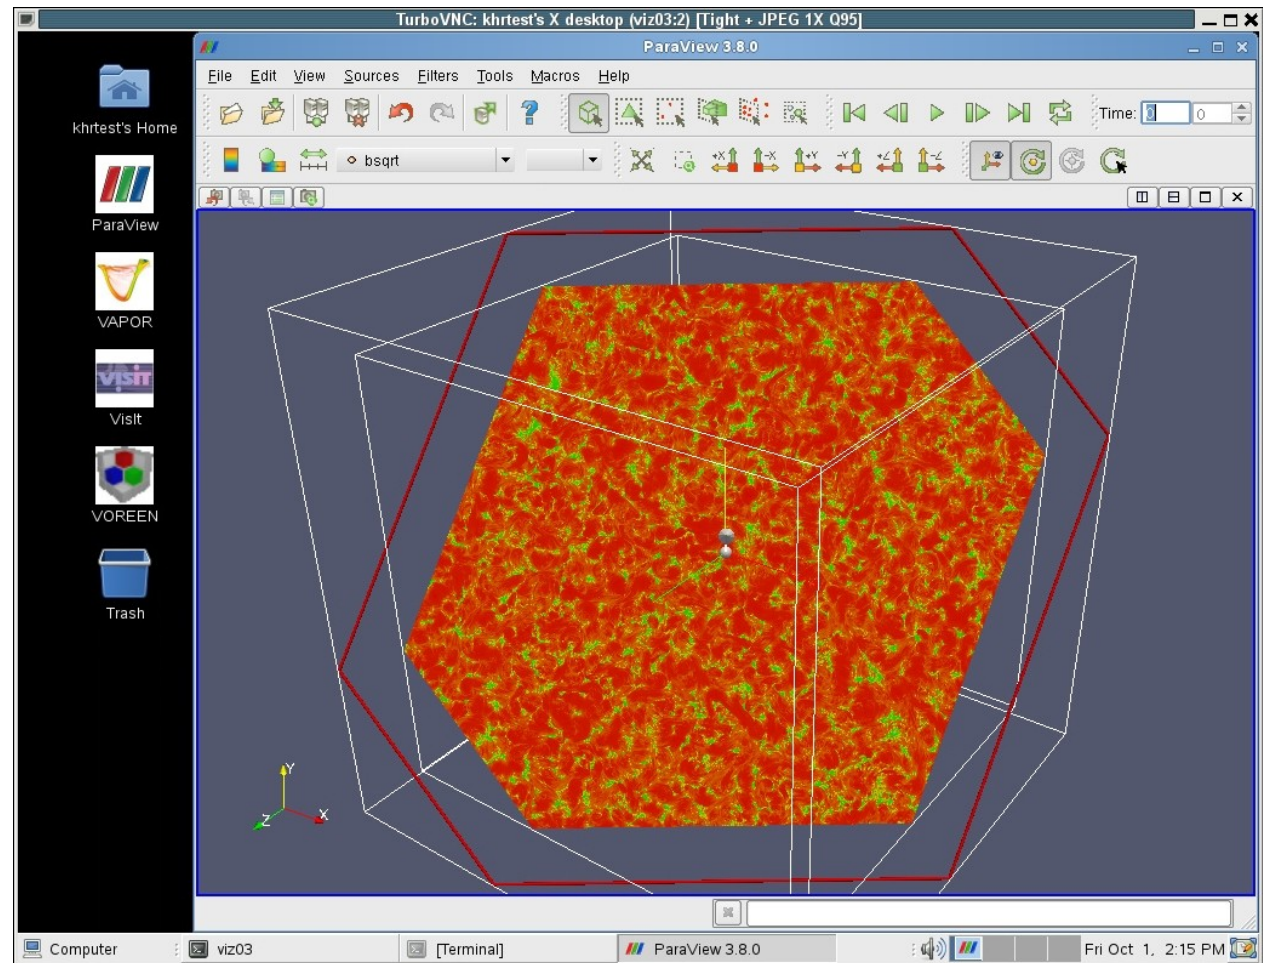 TurboVNC: khrtest's X desktop (viz03:2) [Tight + JPEG 1X Q95]
ParaView 3.8.0
File Edit View Sources Filters Tools Macros Help
Time: 0 0
bsqrt
+X -X +Y -Y +Z -Z
khrtest's Home
ParaView
VAPOR
VisIt
VisIt
VOREEN
Trash
Y
Z X
Computer viz03 [Terminal] ParaView 3.8.0 Fri Oct 1, 2:15 PM